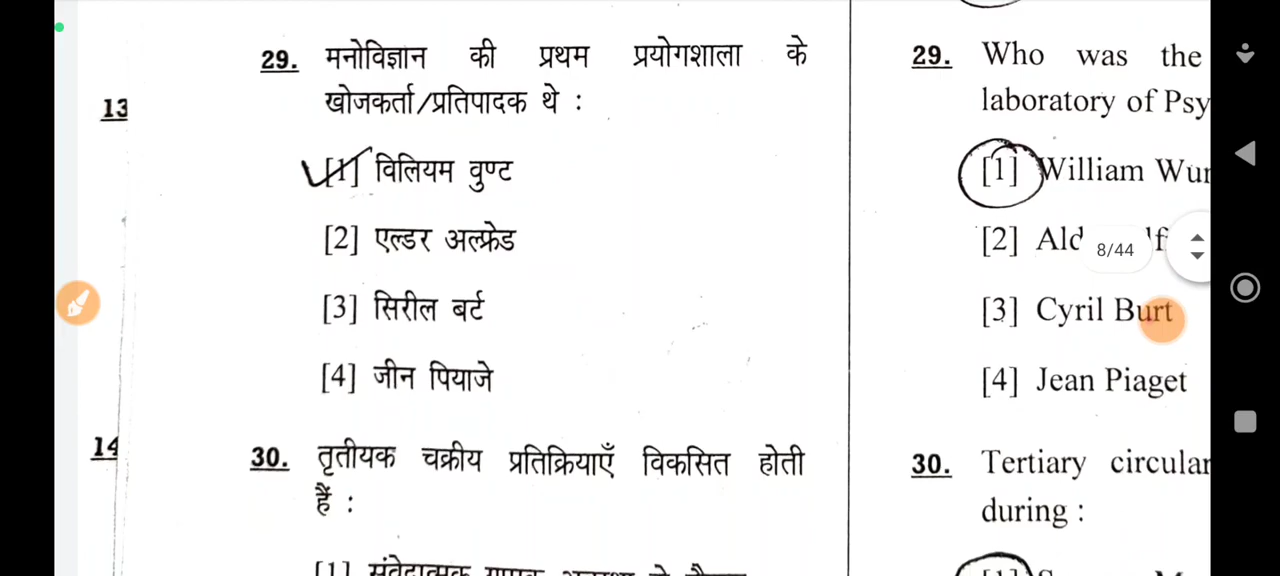 13
29. मनोविज्ञान की प्रथम प्रयोगशाला के
खोजकर्ता/प्रतिपादक थे :
[1] विलियम वुण्ट
[2] एल्डर अल्फ्रेड
[3] सिरील बर्ट
[4] जीन पियाजे
14
30. तृतीयक चक्रीय प्रतिक्रियाएँ विकसित होती
हैं :
[1] संवेदात्मक
29. Who was the
laboratory of Psy
[1] William Wu
[2] Ald
8/44
[3] Cyril Burt
[4] Jean Piaget
30. Tertiary circular
during :